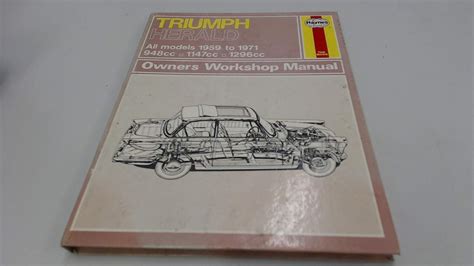 TRIUMPH
HERALD
All models 1959 to 1971
948cc □ 1147cc □ 1296cc
Owners Workshop Manual
Haynes